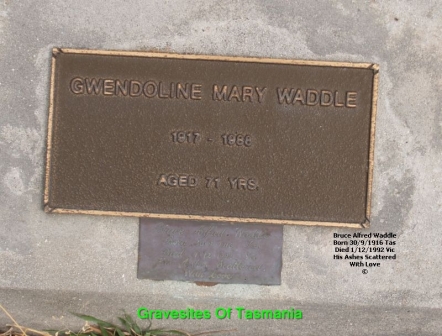 GWENDOLINE MARY WADDLE
1917 - 1988
AGED 71 YRS.
Bruce Alfred Waddle
Born 30/9/1916 Tas
Died 1/12/1992 Vic
His Ashes Scattered
With Love
©
Gravesites Of Tasmania